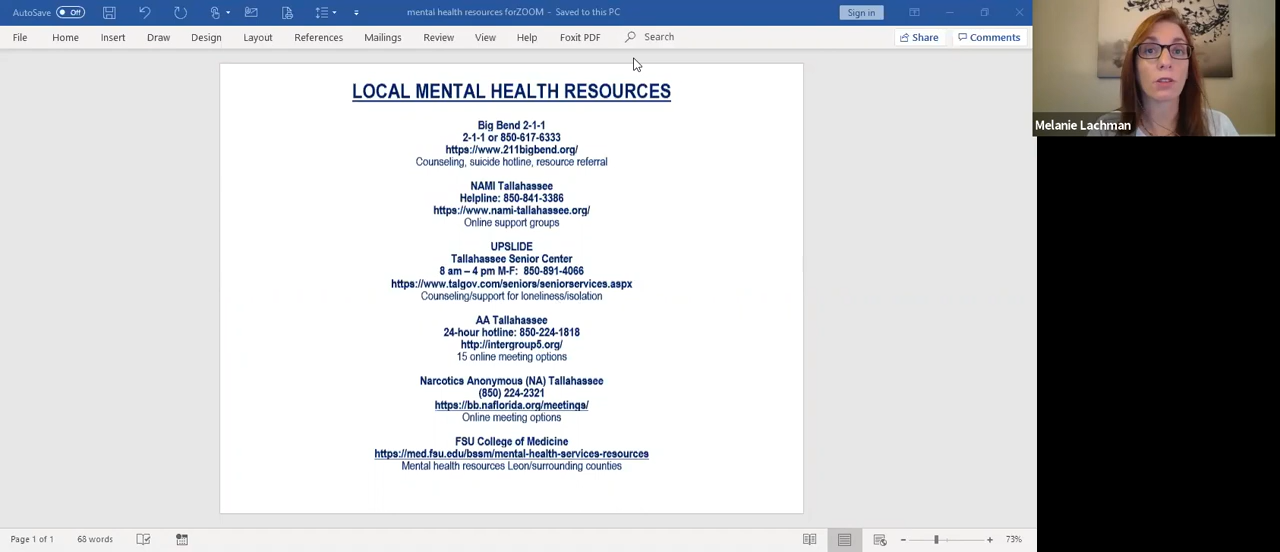 AutoSave Off
mental health resources forZOOM - Saved to this PC
Sign in
File Home Insert Draw Design Layout References Mailings Review View Help Foxit PDF Search
Share Comments
LOCAL MENTAL HEALTH RESOURCES
Big Bend 2-1-1
2-1-1 or 850-617-6333
https://www.211bigbend.org/
Counseling, suicide hotline, resource referral
NAMI Tallahassee
Helpline: 850-841-3386
https://www.nami-tallahassee.org/
Online support groups
UPSLIDE
Tallahassee Senior Center
8 am – 4 pm M-F: 850-891-4066
https://www.talgov.com/seniors/seniorservices.aspx
Counseling/support for loneliness/isolation
AA Tallahassee
24-hour hotline: 850-224-1818
http://intergroup5.org/
15 online meeting options
Narcotics Anonymous (NA) Tallahassee
(850) 224-2321
https://bb.naflorida.org/meetings/
Online meeting options
FSU College of Medicine
https://med.fsu.edu/bssm/mental-health-services-resources
Mental health resources Leon/surrounding counties
Page 1 of 1 68 words
73%
Melanie Lachman